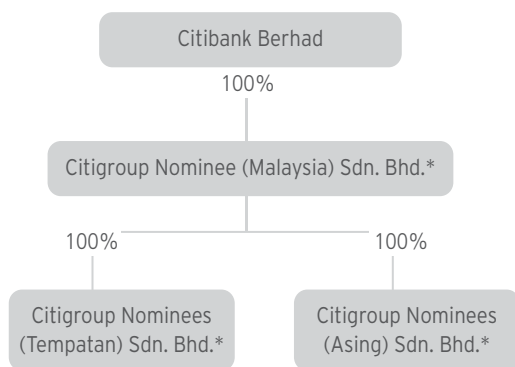 Citibank Berhad
100%
Citigroup Nominee (Malaysia) Sdn. Bhd.*
100%
100%
Citigroup Nominees
(Tempatan) Sdn. Bhd.*
Citigroup Nominees
(Asing) Sdn. Bhd.*